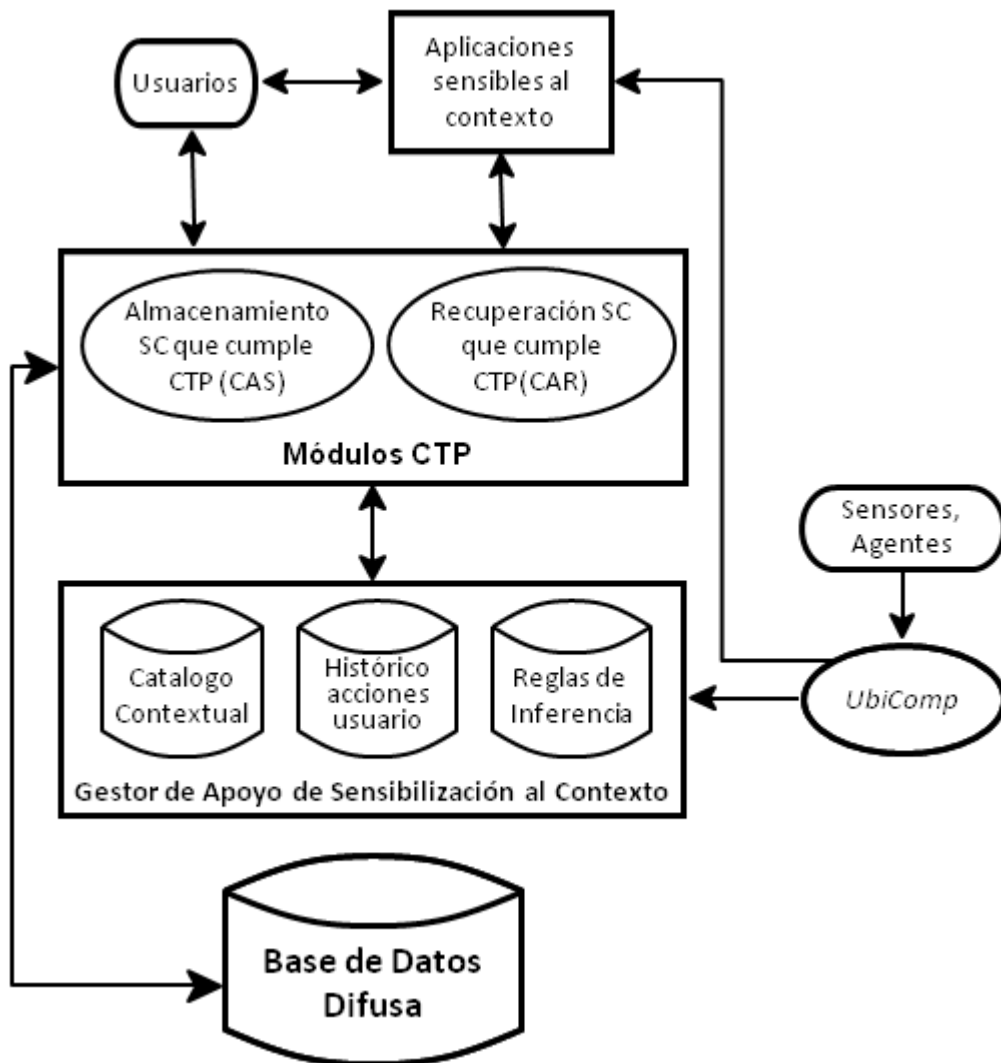 Usuarios
Aplicaciones
sensibles al
contexto
Almacenamiento
SC que cumple
CTP (CAS)
Recuperación SC
que cumple
CTP(CAR)
Módulos CTP
Sensores,
Agentes
Catalogo
Contextual
Histórico
acciones
usuario
Reglas de
Inferencia
UbiComp
Gestor de Apoyo de Sensibilización al Contexto
Base de Datos
Difusa